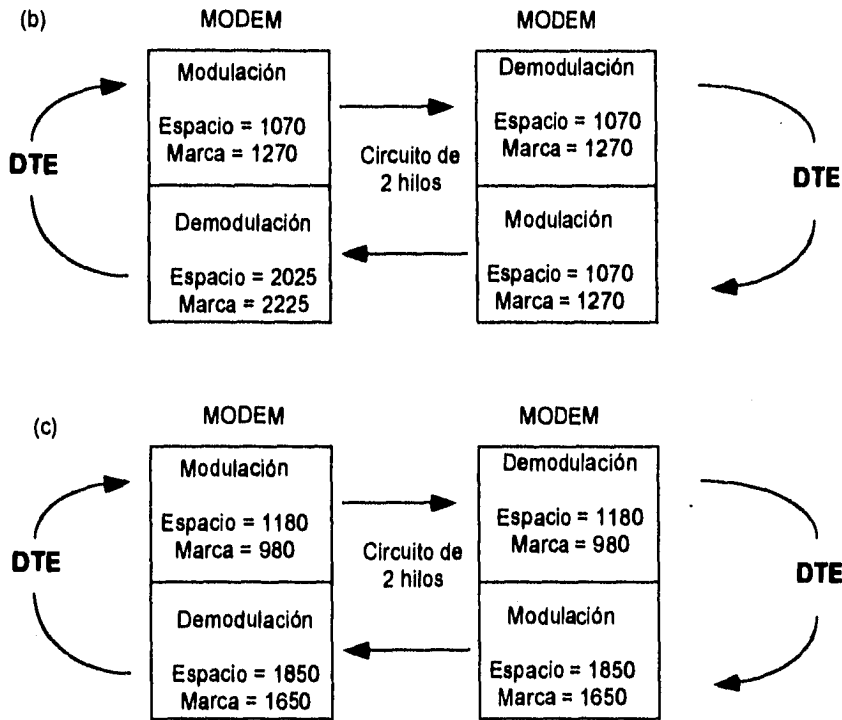 (b)
MODEM
MODEM
Modulación
Espacio = 1070
Marca = 1270
Demodulación
Espacio = 2025
Marca = 2225
Circuito de
2 hilos
Demodulación
Espacio = 1070
Marca = 1270
Modulación
Espacio = 1070
Marca = 1270
DTE
DTE
(c)
MODEM
MODEM
Modulación
Espacio = 1180
Marca = 980
Demodulación
Espacio = 1850
Marca = 1650
Circuito de
2 hilos
Demodulación
Espacio = 1180
Marca = 980
Modulación
Espacio = 1850
Marca = 1650
DTE
DTE